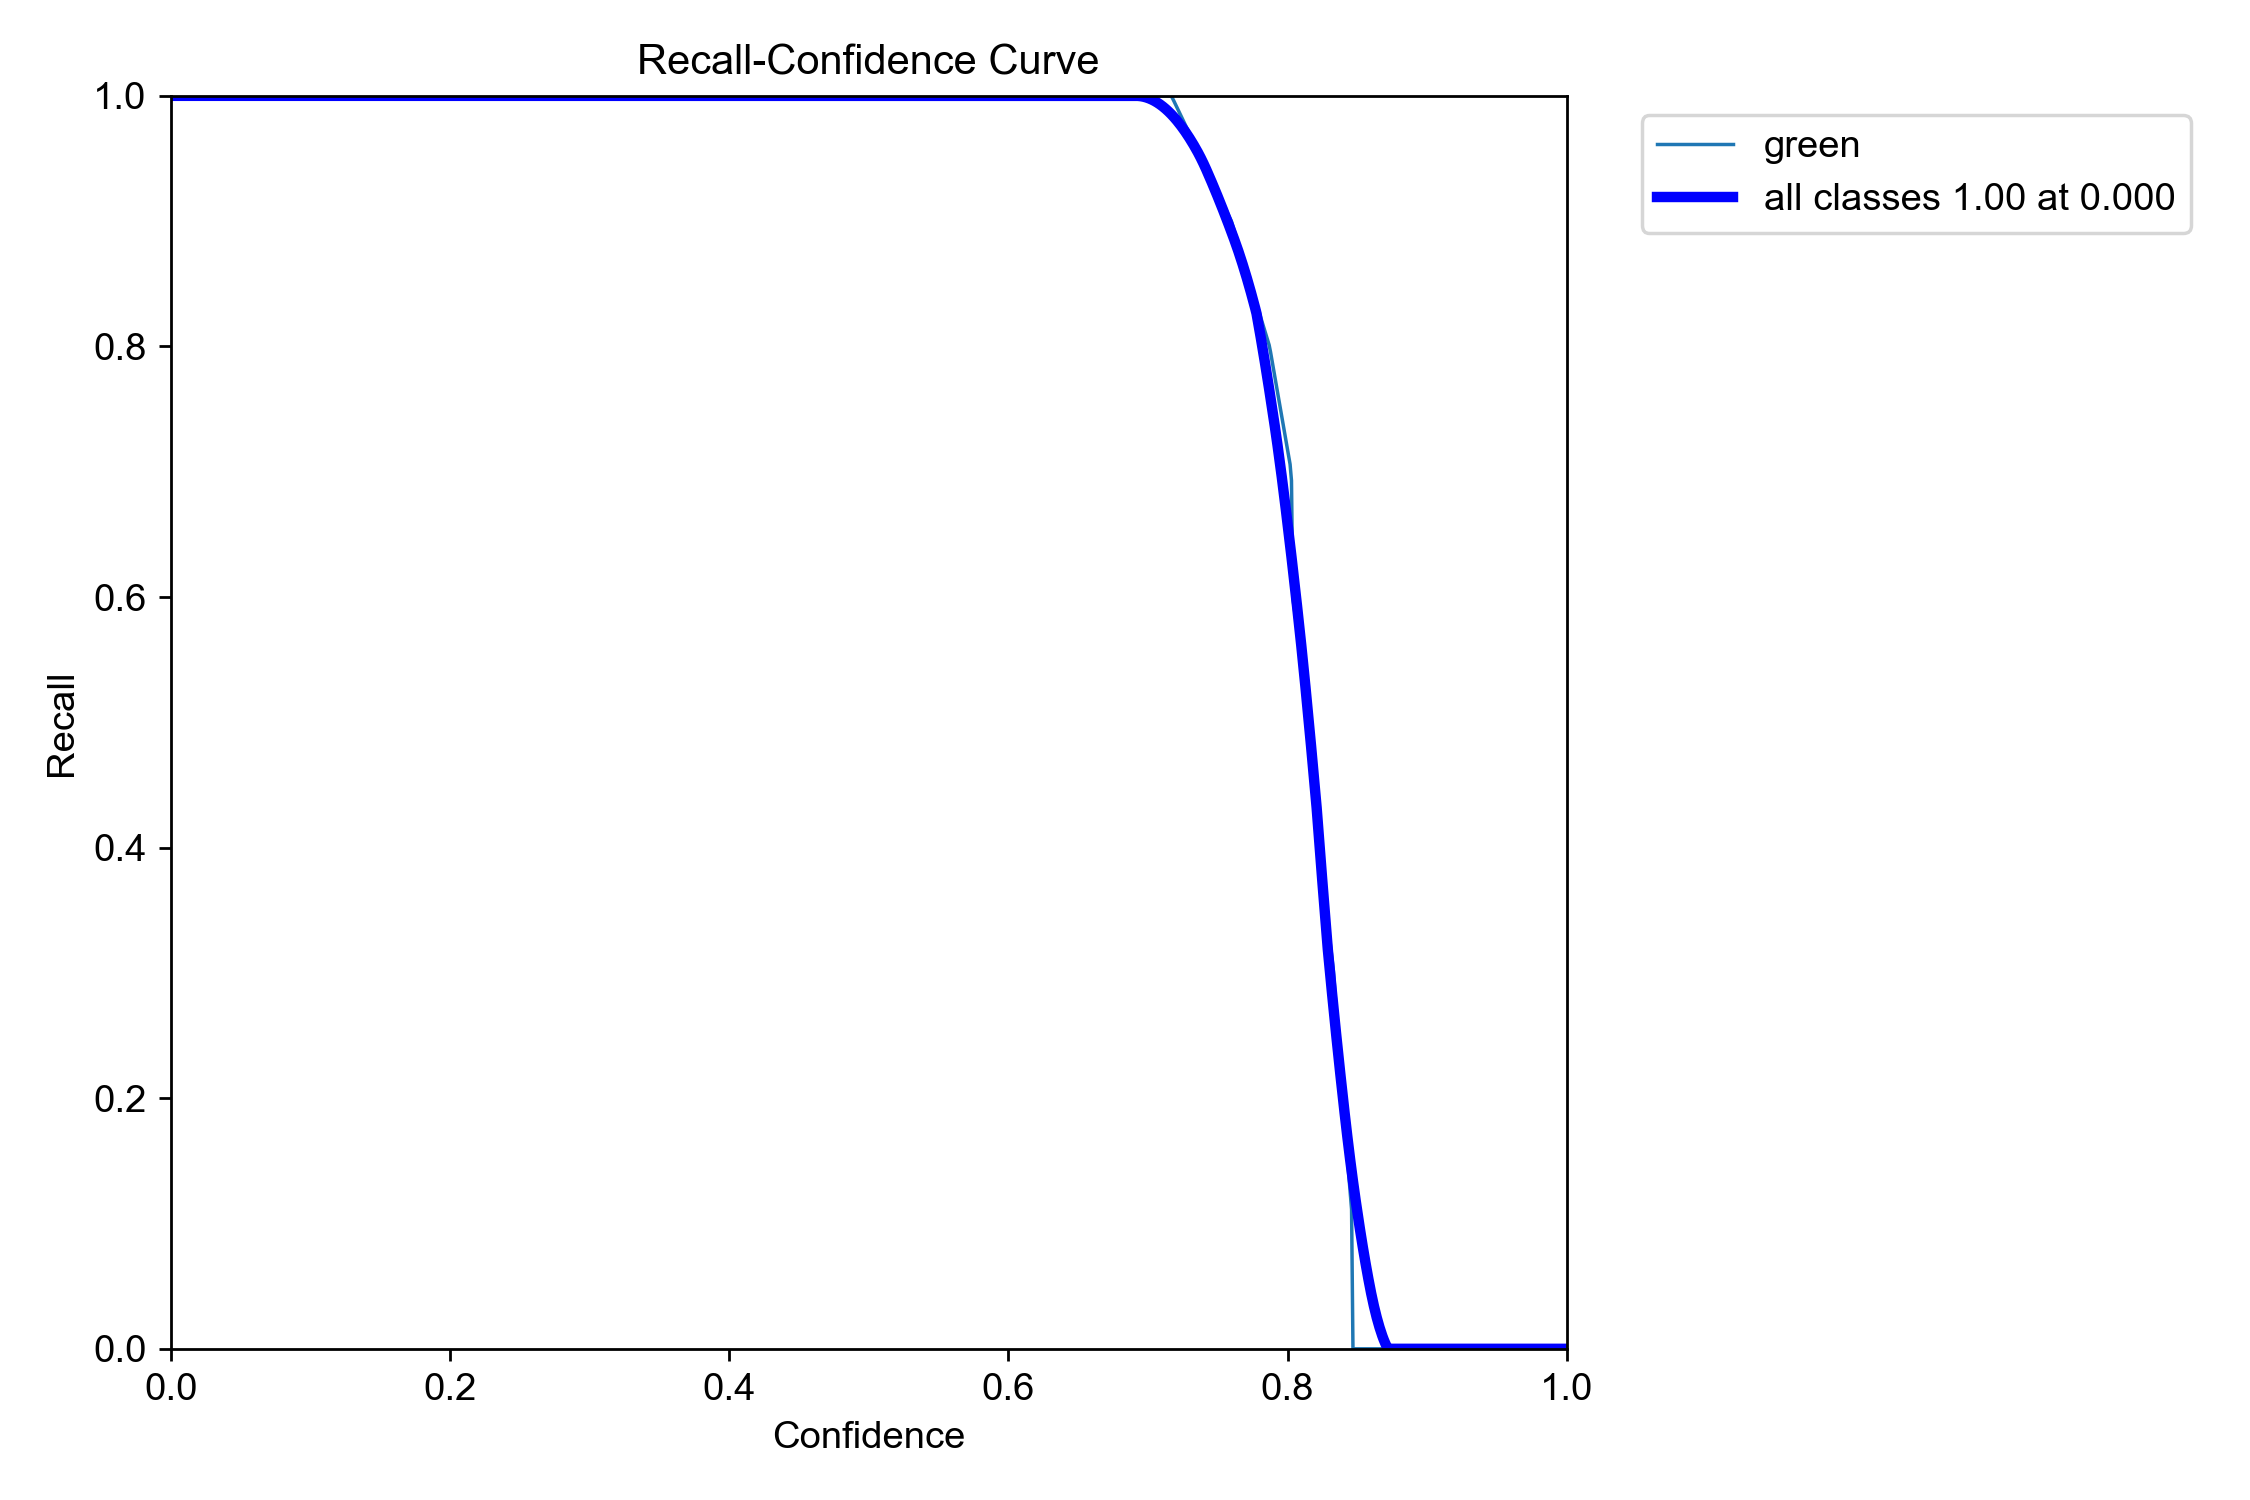 Recall-Confidence Curve
1.0
0.8
0.6
0.4
0.2
0.0
Recall
0.0 0.2 0.4 0.6 0.8 1.0
Confidence
green
all classes 1.00 at 0.000